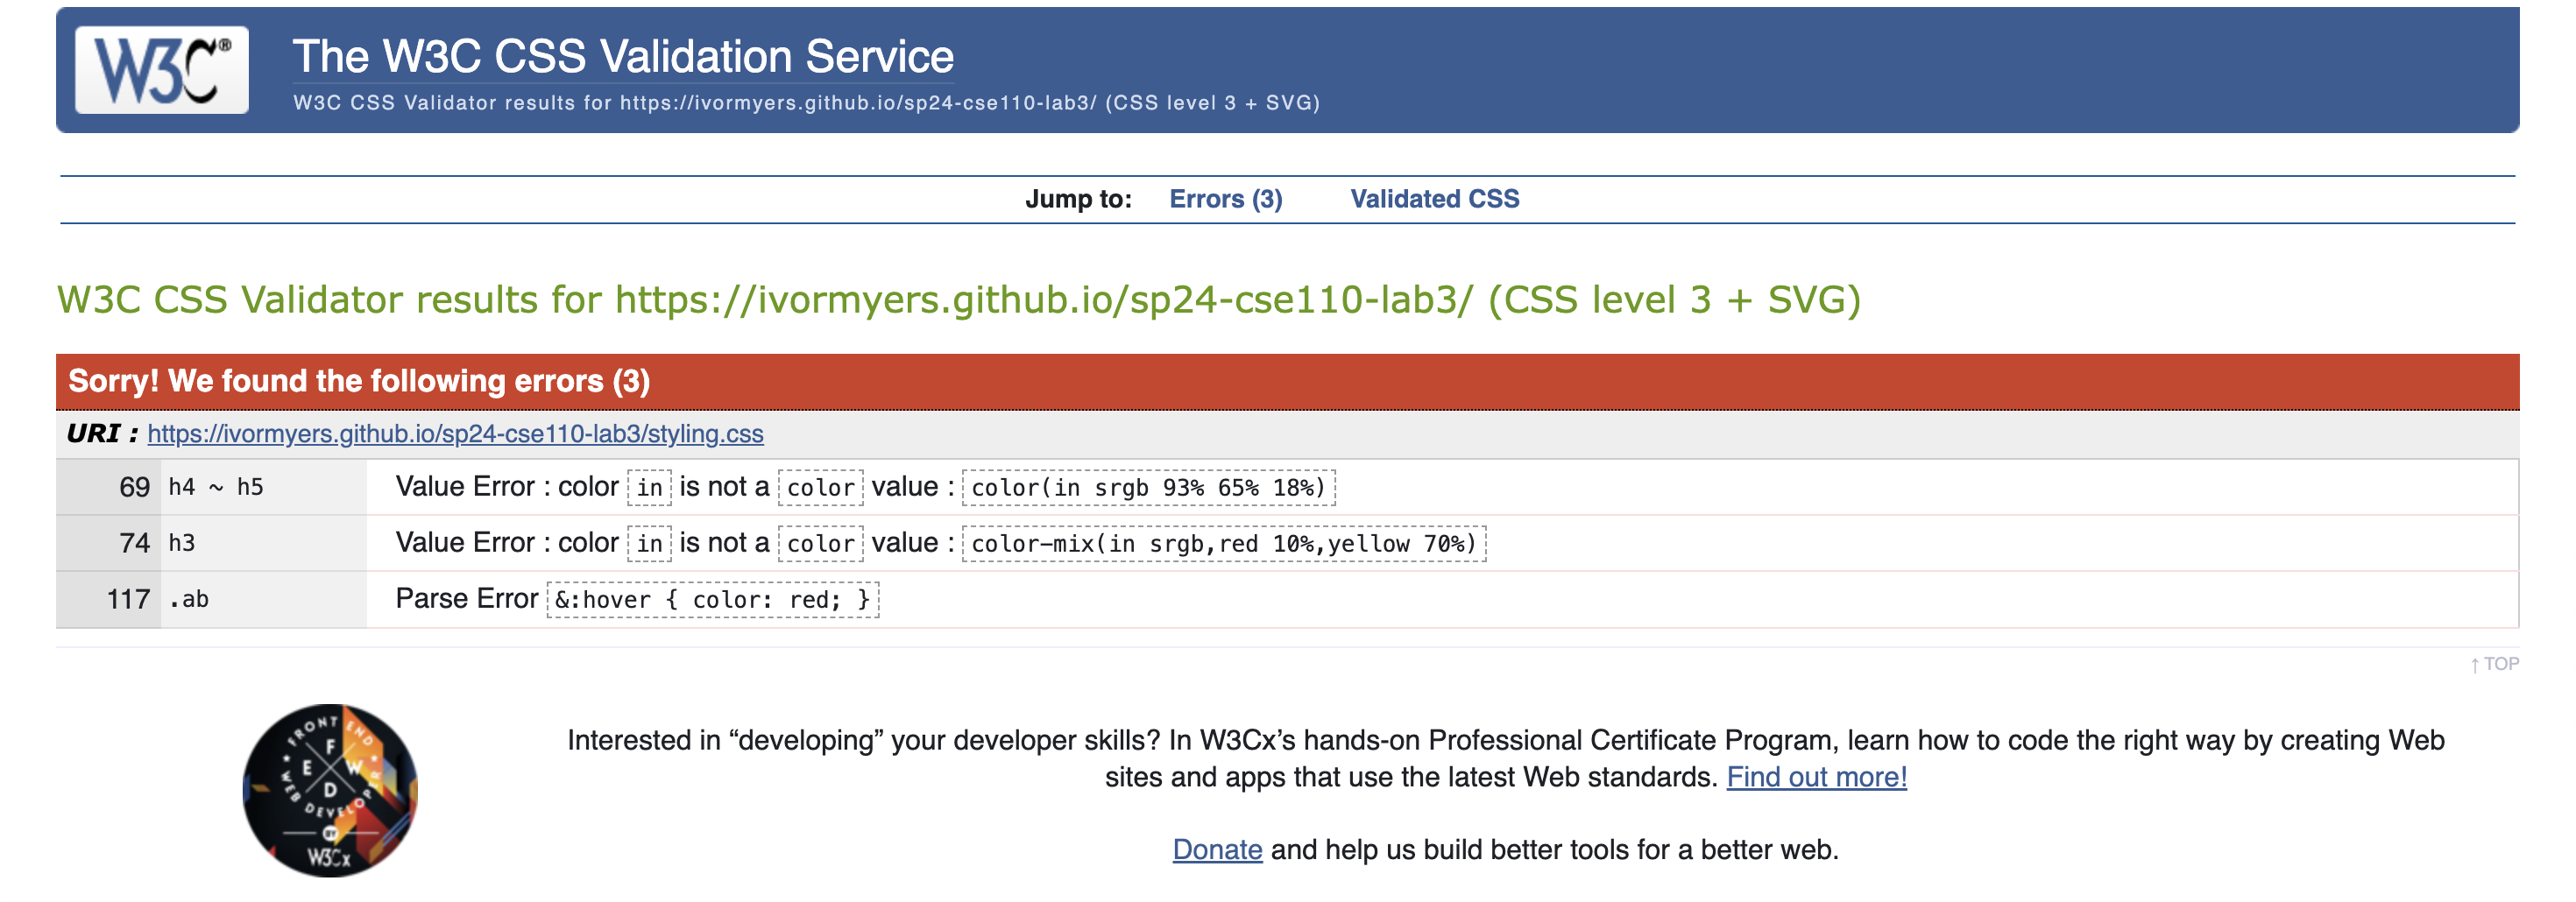 W3C®
The W3C CSS Validation Service
W3C CSS Validator results for https://ivormyers.github.io/sp24-cse110-lab3/ (CSS level 3 + SVG)
Jump to: Errors (3) Validated CSS
W3C CSS Validator results for https://ivormyers.github.io/sp24-cse110-lab3/ (CSS level 3 + SVG)
Sorry! We found the following errors (3)
URI : https://ivormyers.github.io/sp24-cse110-lab3/styling.css
69 h4 ~ h5 Value Error : color in is not a color value : color(in srgb 93% 65% 18%)
74 h3 Value Error : color in is not a color value : color-mix(in srgb,red 10%,yellow 70%)
117 .ab Parse Error &:hover { color: red; }
↑ TOP
FRONT END
F
E W
D
WEB DEVELOPER
BY
W3Cx
Interested in “developing” your developer skills? In W3Cx’s hands-on Professional Certificate Program, learn how to code the right way by creating Web
sites and apps that use the latest Web standards. Find out more!
Donate and help us build better tools for a better web.